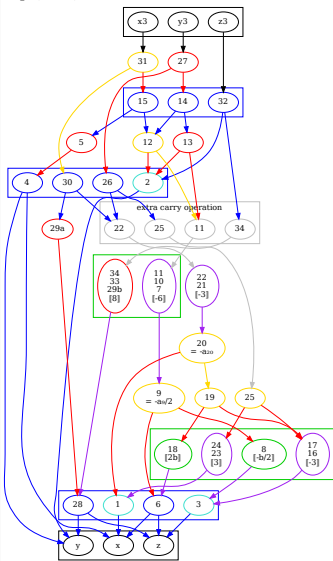 x3 y3 z3
31 27
15 14 32
5 12 13
4 30 26 2
extra carry operation
29a 22 25 11 34
34
33
29b
[8]
11
10
7
[-6]
22
21
[-3]
20
= -a₂₀
9
= -a₉/2
19 25
18
[2b]
24
23
[3]
8
[-b/2]
17
16
[-3]
28 1 6 3
y x z